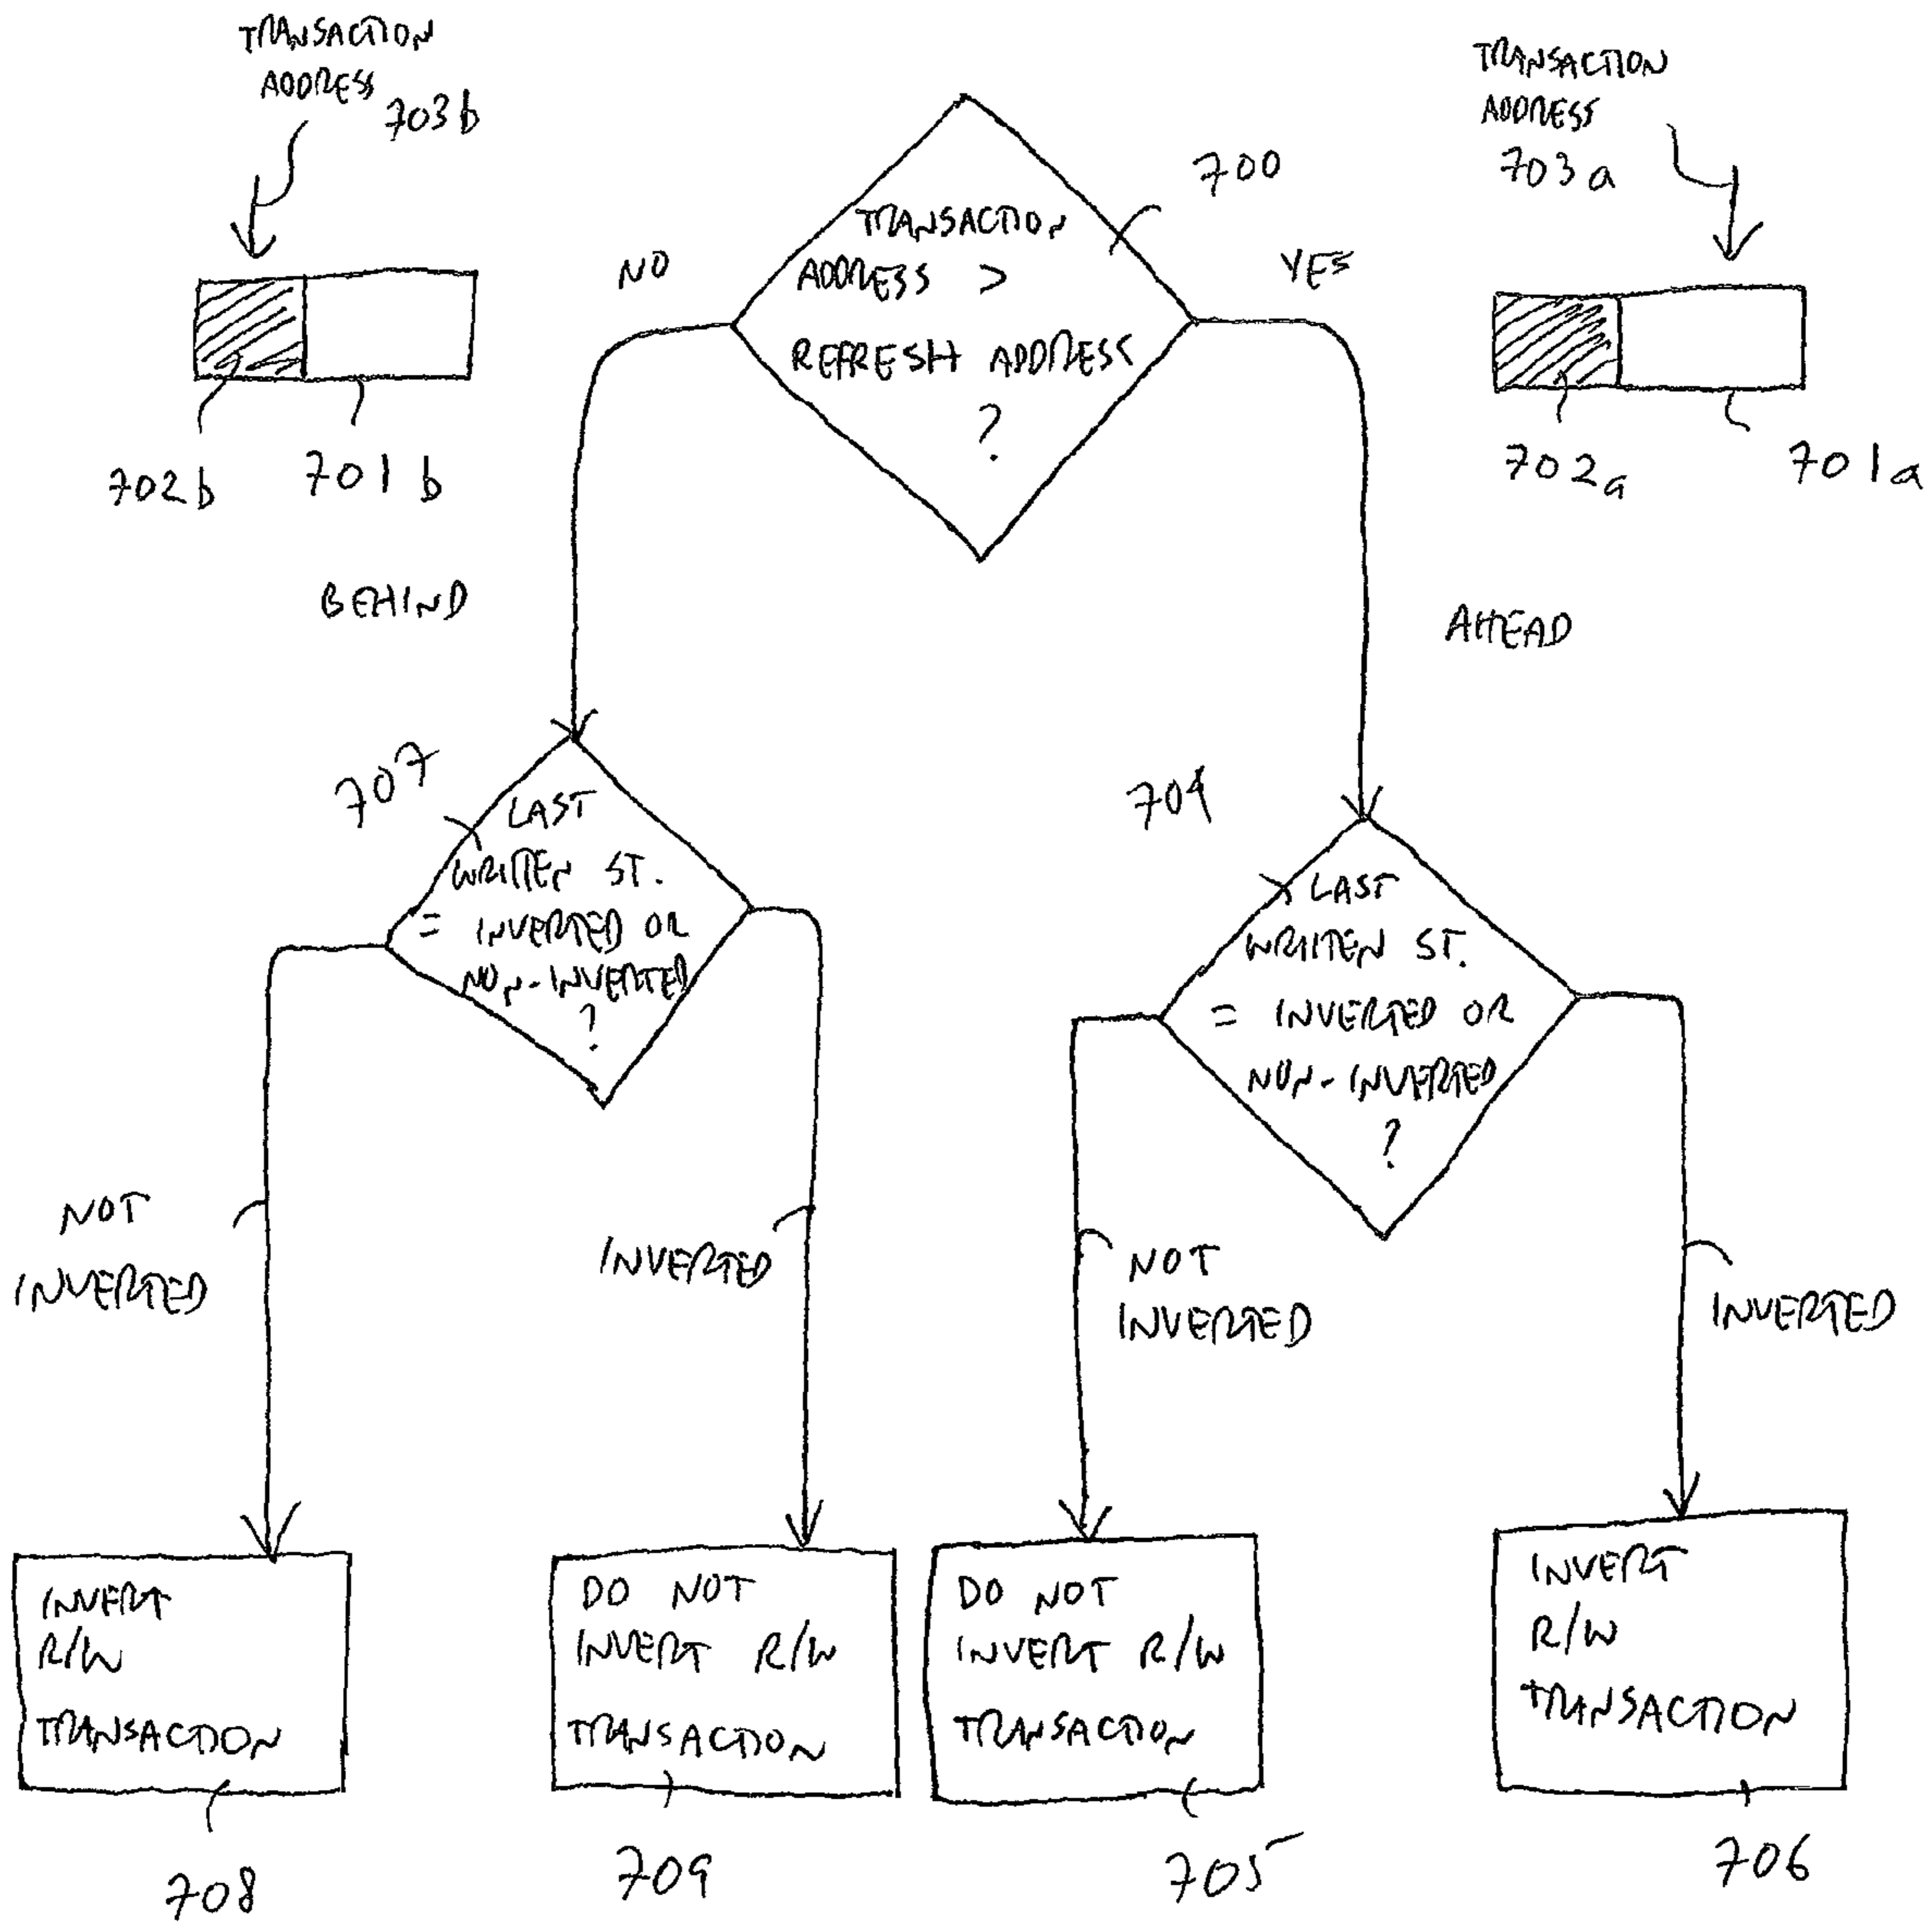 TRANSACTION
ADDRESS
703b
TRANSACTION
ADDRESS
703a
700
TRANSACTION
ADDRESS >
REFRESH ADDRESS
?
NO
YES
702b
701b
702a
701a
BEHIND
AHEAD
707
LAST
WRITTEN ST.
= INVERTED OR
NON-INVERTED
?
704
LAST
WRITTEN ST.
= INVERTED OR
NON-INVERTED
?
NOT
INVERTED
INVERTED
NOT
INVERTED
INVERTED
INVERT
R/W
TRANSACTION
DO NOT
INVERT R/W
TRANSACTION
DO NOT
INVERT R/W
TRANSACTION
INVERT
R/W
TRANSACTION
708
709
705
706